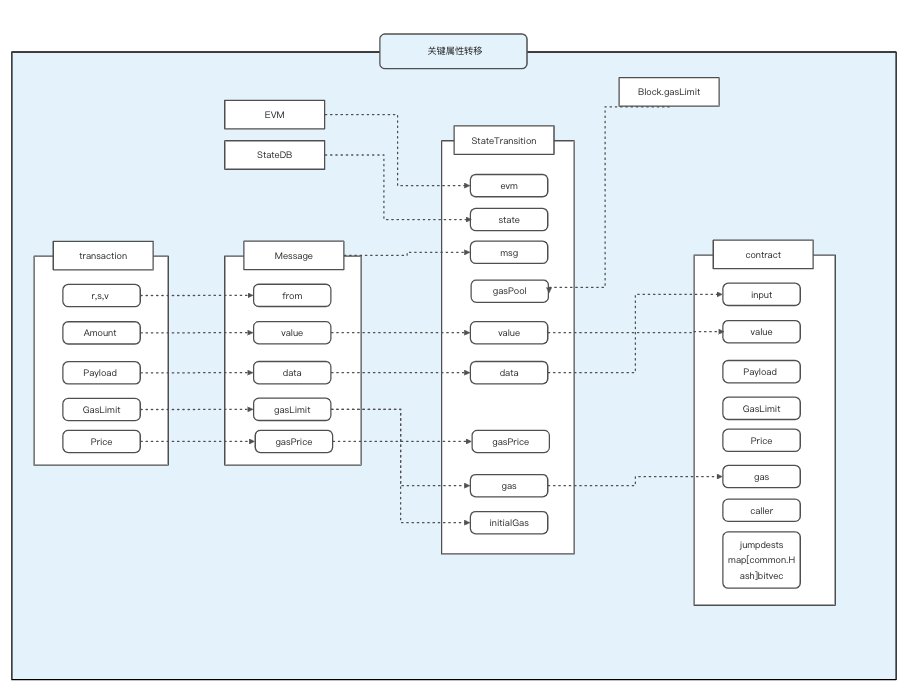 关键属性转移
Block.gasLimit
EVM
StateDB
transaction
r,s,v
Amount
Payload
GasLimit
Price
Message
from
value
data
gasLimit
gasPrice
StateTransition
evm
state
msg
gasPool
value
data
gasPrice
gas
initialGas
contract
input
value
Payload
GasLimit
Price
gas
caller
jumpdests
map[common.H
ash]bitvec